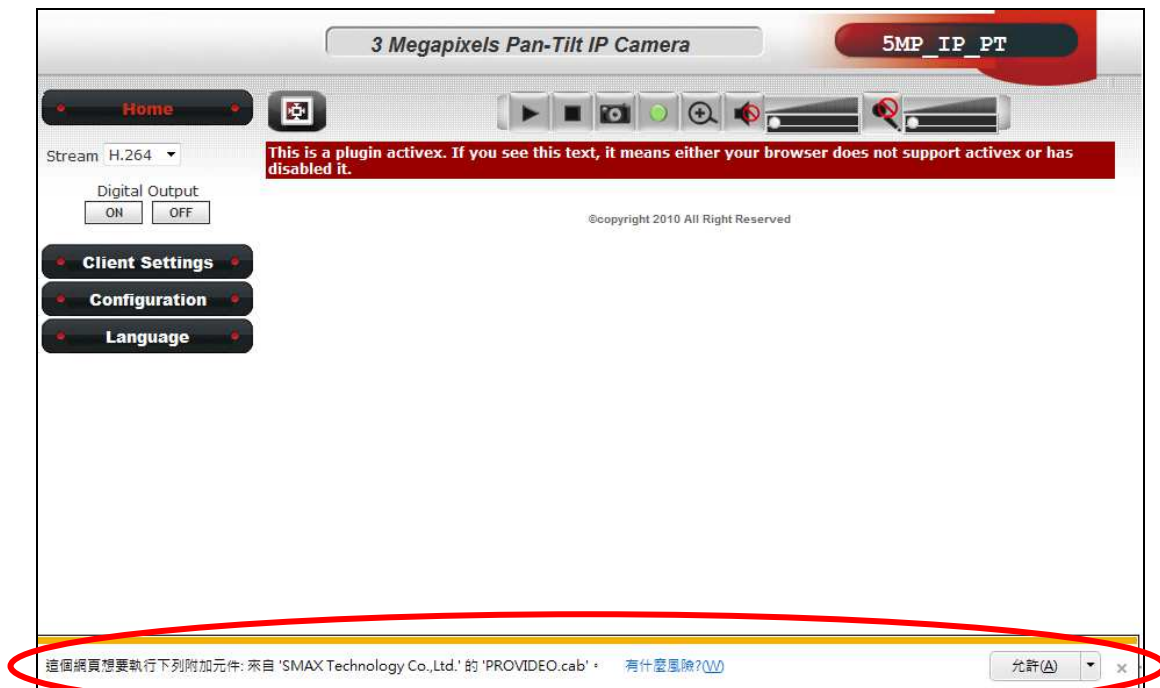 3 Megapixels Pan-Tilt IP Camera
5MP_IP_PT
Home
Stream H.264
This is a plugin activex. If you see this text, it means either your browser does not support activex or has
disabled it.
Digital Output
ON OFF
©copyright 2010 All Right Reserved
Client Settings
Configuration
Language
這個網頁想要執行下列附加元件: 來自 'SMAX Technology Co.,Ltd.' 的 'PROVIDEO.cab'。 有什麼風險?(W) 允許(A)